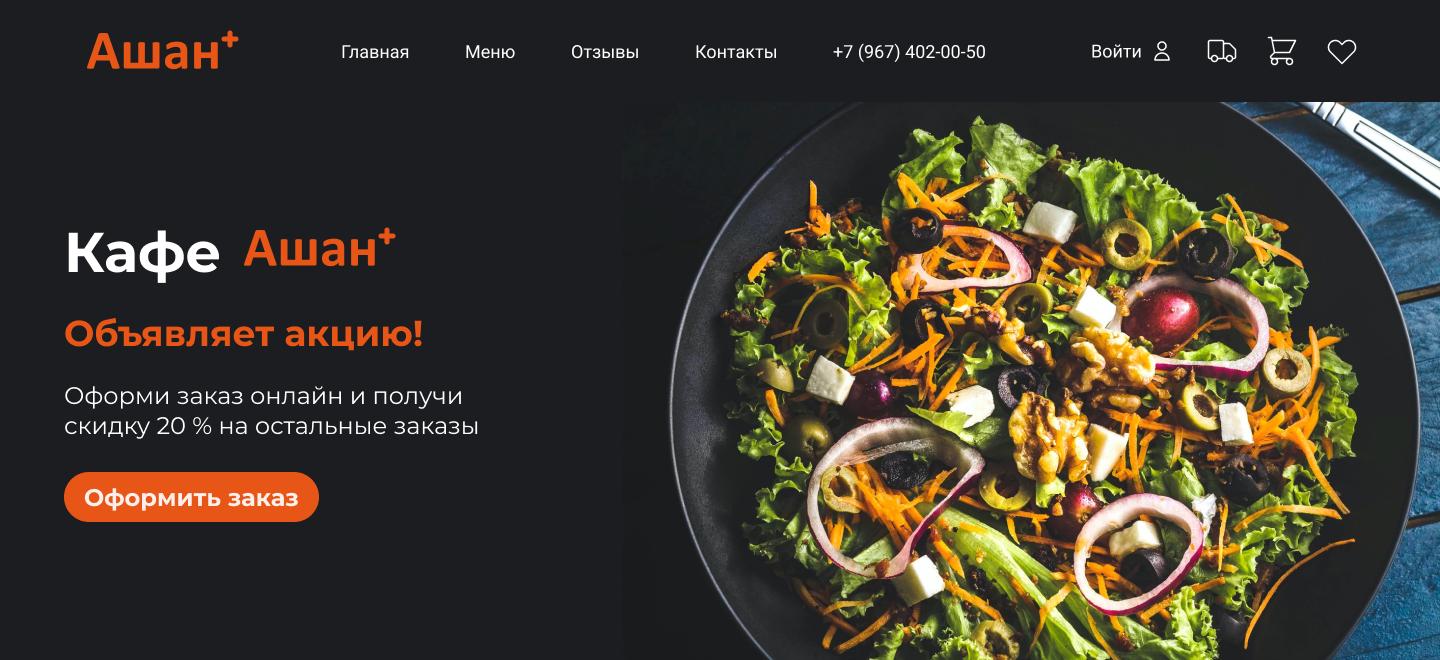 Ашан+
Главная
Меню
Отзывы
Контакты
+7 (967) 402-00-50
Войти
Кафе Ашан+
Объявляет акцию!
Оформи заказ онлайн и получи
скидку 20 % на остальные заказы
Оформить заказ